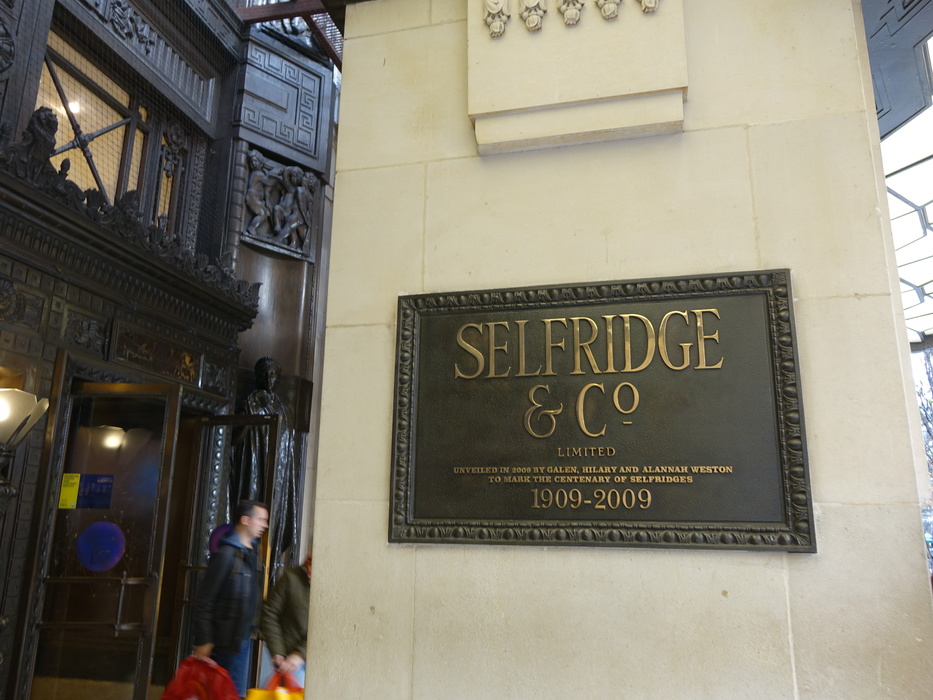 SELFRIDGE
& Co
LIMITED
UNVEILED IN 2009 BY GALEN, HILARY AND ALANNAH WESTON
TO MARK THE CENTENARY OF SELFRIDGES
1909-2009